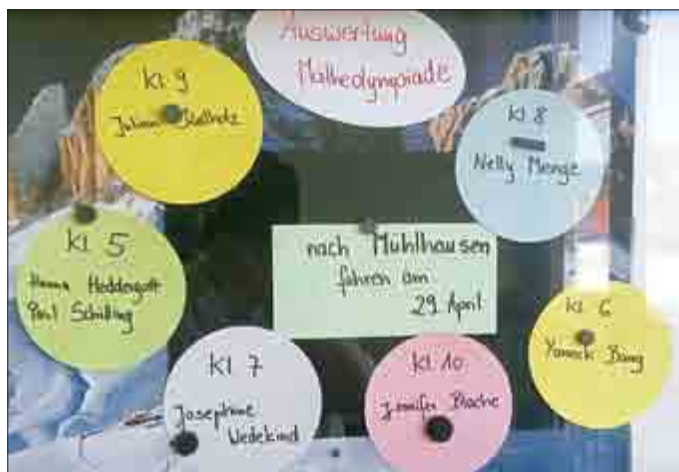 Auswertung
Matheolympiade
Kl. 9
Kl. 8
Nelly Menge
Kl. 5
Hanna Heddergott
Paul Schilling
nach Mühlhausen
fahren am
29. April
Kl. 6
Yannick Bang
Kl. 7
Josephine
Wedekind
Kl. 10
Jennifer Blache